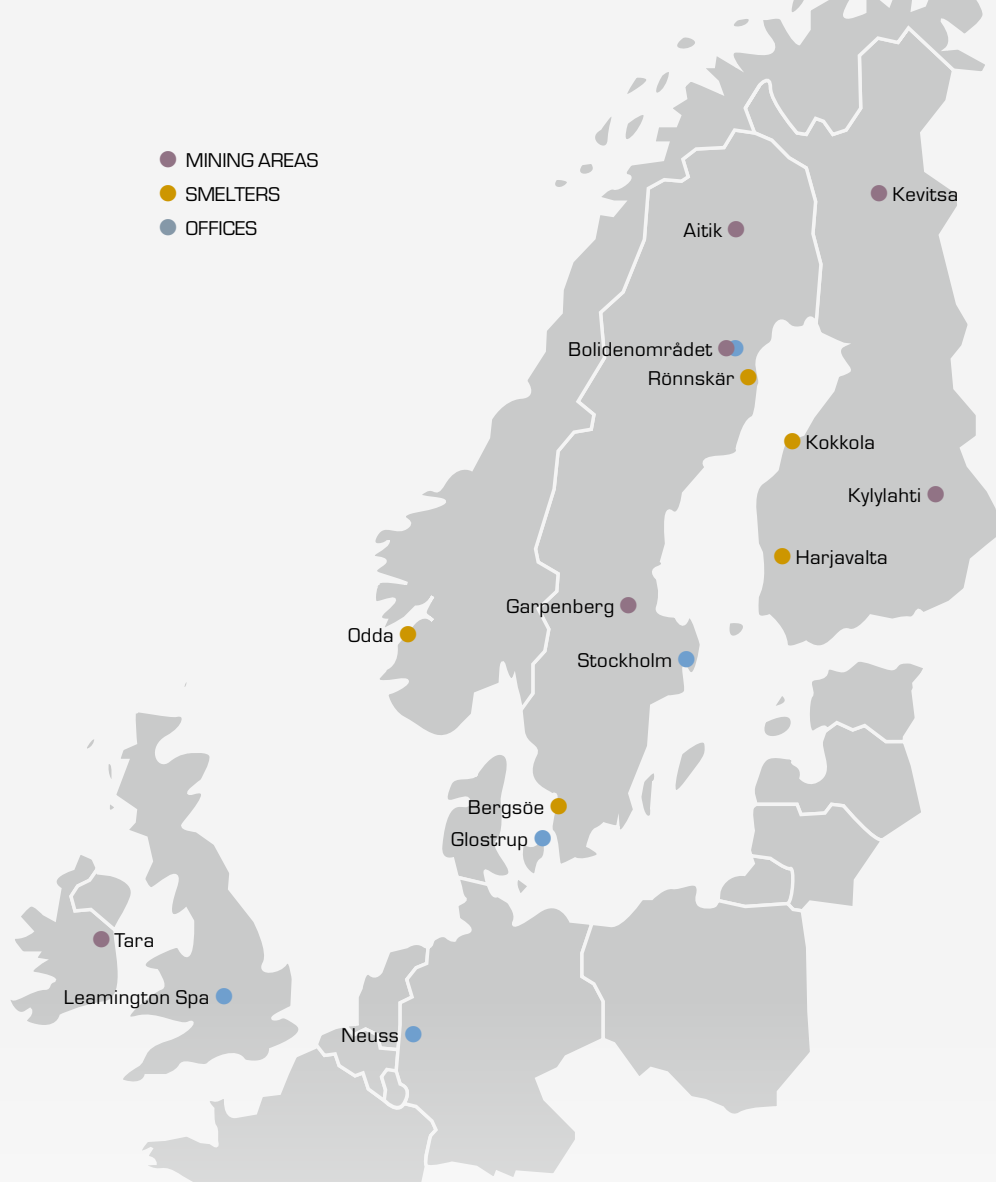 MINING AREAS
SMELTERS
OFFICES
Kevitsa
Aitik
Bolidenområdet
Rönnskär
Kokkola
Kylylahti
Harjavalta
Garpenberg
Odda
Stockholm
Bergsöe
Glostrup
Tara
Leamington Spa
Neuss